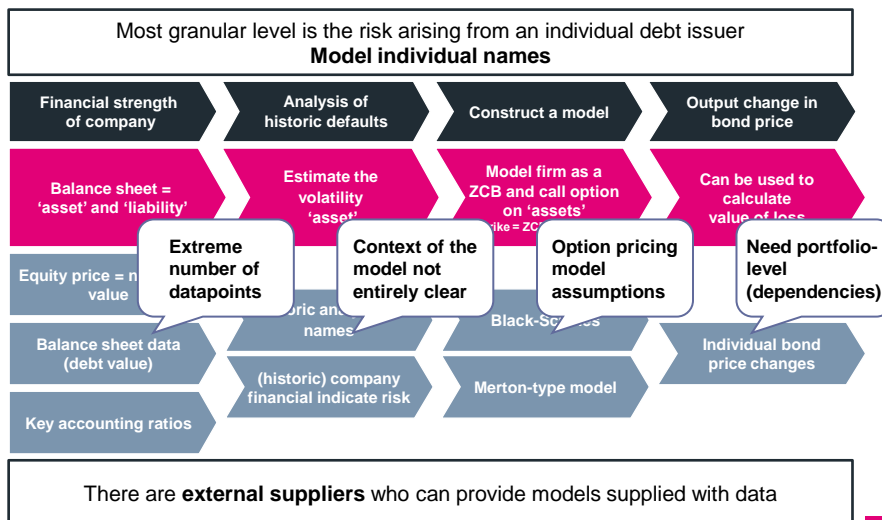 Most granular level is the risk arising from an individual debt issuer
Model individual names
Financial strength
of company
Analysis of
historic defaults
Construct a model
Output change in
bond price
Balance sheet =
‘asset’ and ‘liability’
Estimate the
volatility
‘asset’
Model firm as a
ZCB and call option
on ‘assets’
= ZC
Can be used to
calculate
value of loss
Extreme
number of
datapoints
Context of the
model not
entirely clear
Option pricing
model
assumptions
Need portfolio-
level
(dependencies)
Equity price =
value
names
Balance sheet data
(debt value)
(historic) company
financial indicate risk
Merton-type model
Individual bond
price changes
Key accounting ratios
There are external suppliers who can provide models supplied with data